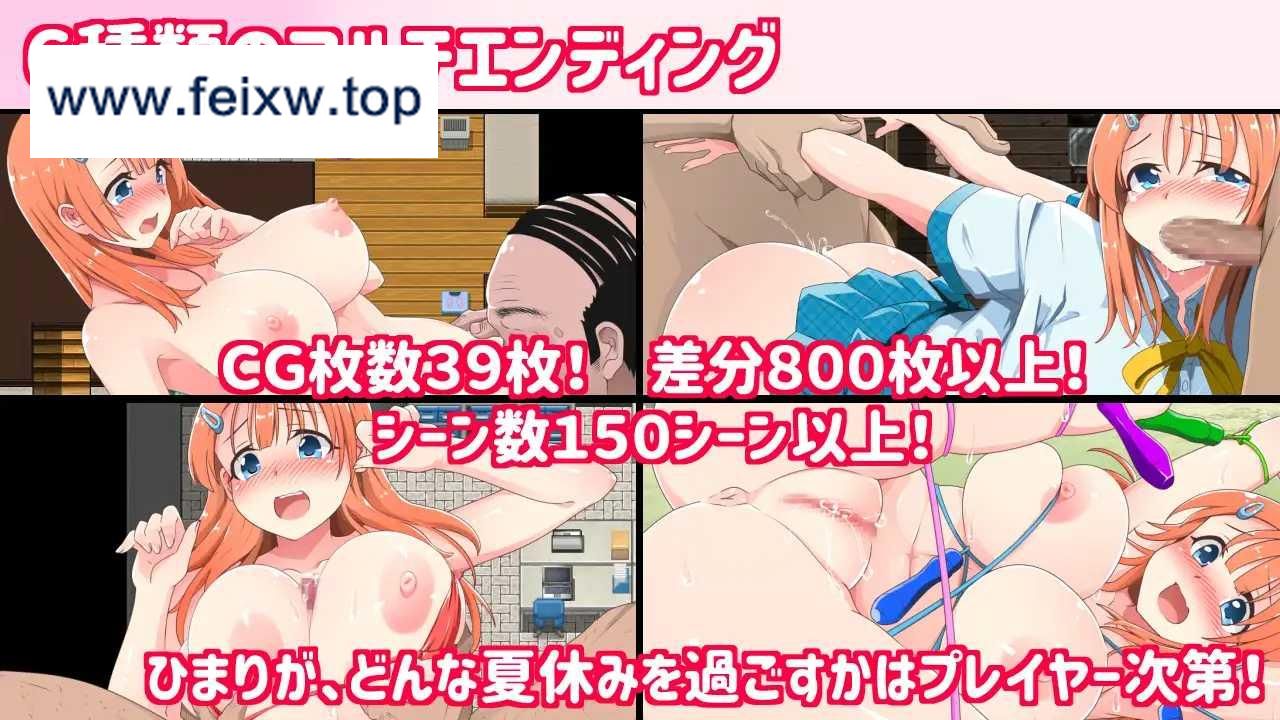 エンディング
www.feixw.top
CG枚数39枚! 差分800枚以上!
シーン数150シーン以上!
ひまりが、どんな夏休みを過ごすかはプレイヤー次第!